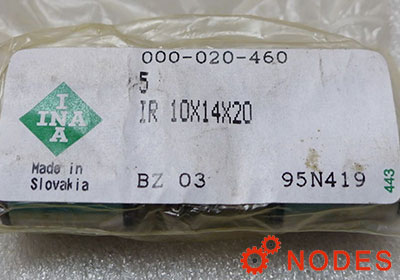 000-020-460
5
IR 10X14X20
I
INA
A
Made in
Slovakia
BZ 03
95N419
443
NODES